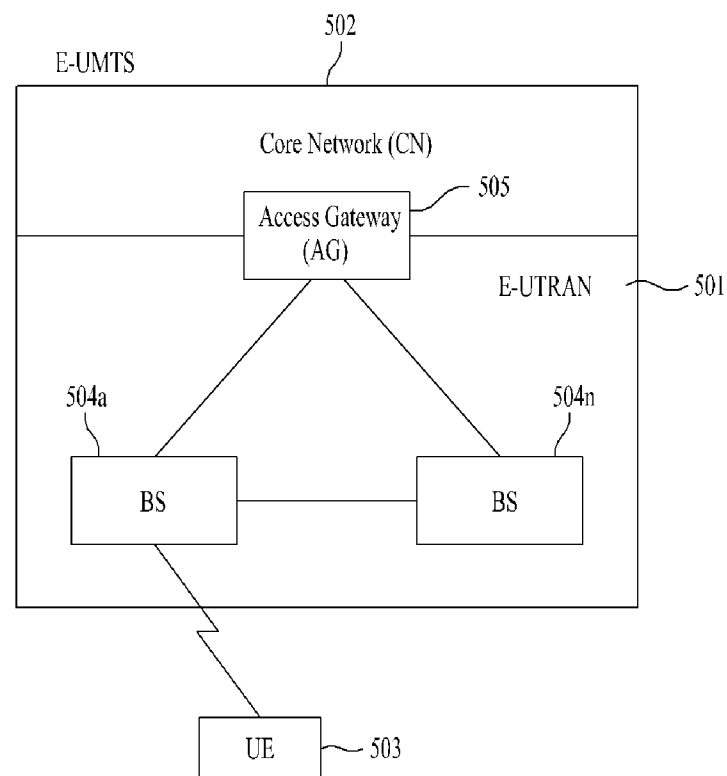 502
E-UMTS
Core Network (CN)
505
Access Gateway
(AG)
E-UTRAN
501
504a
504n
BS
BS
UE
503